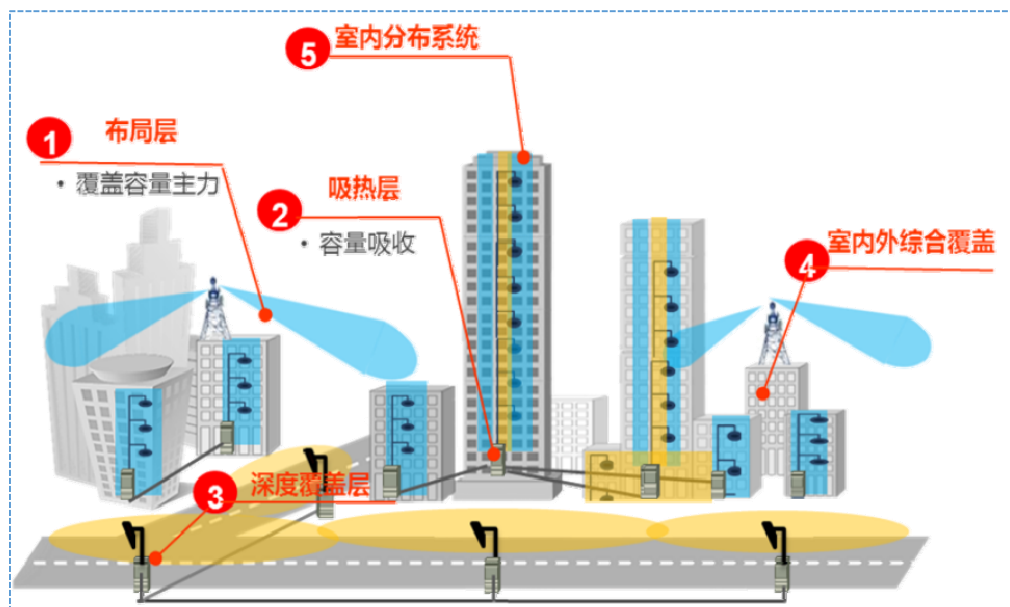 5 室内分布系统
1 布局层
• 覆盖容量主力
2 吸热层
• 容量吸收
4 室内外综合覆盖
3 深度覆盖层